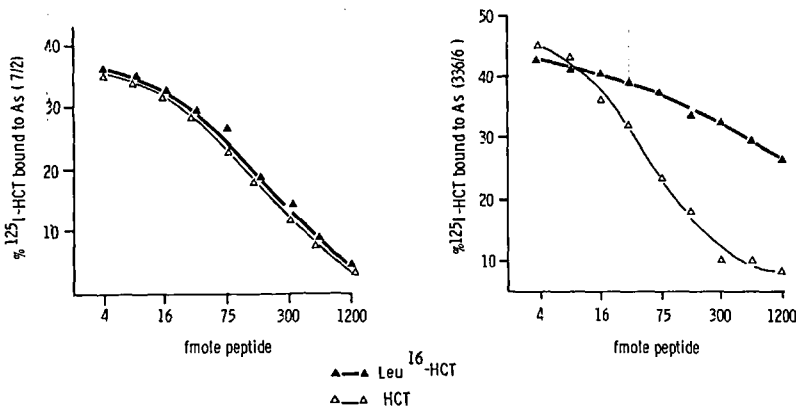 % 125I-HCT bound to As (7/2)
40
30
20
10
4 16 75 300 1200
fmole peptide
% 125I-HCT bound to As (336/6)
50
40
30
20
10
4 16 75 300 1200
fmole peptide
Leu 16-HCT
HCT